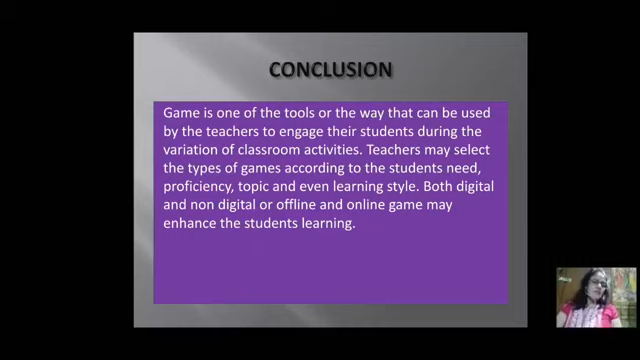 CONCLUSION
Game is one of the tools or the way that can be used
by the teachers to engage their students during the
variation of classroom activities. Teachers may select
the types of games according to the students need,
proficiency, topic and even learning style. Both digital
and non digital or offline and online game may
enhance the students learning.